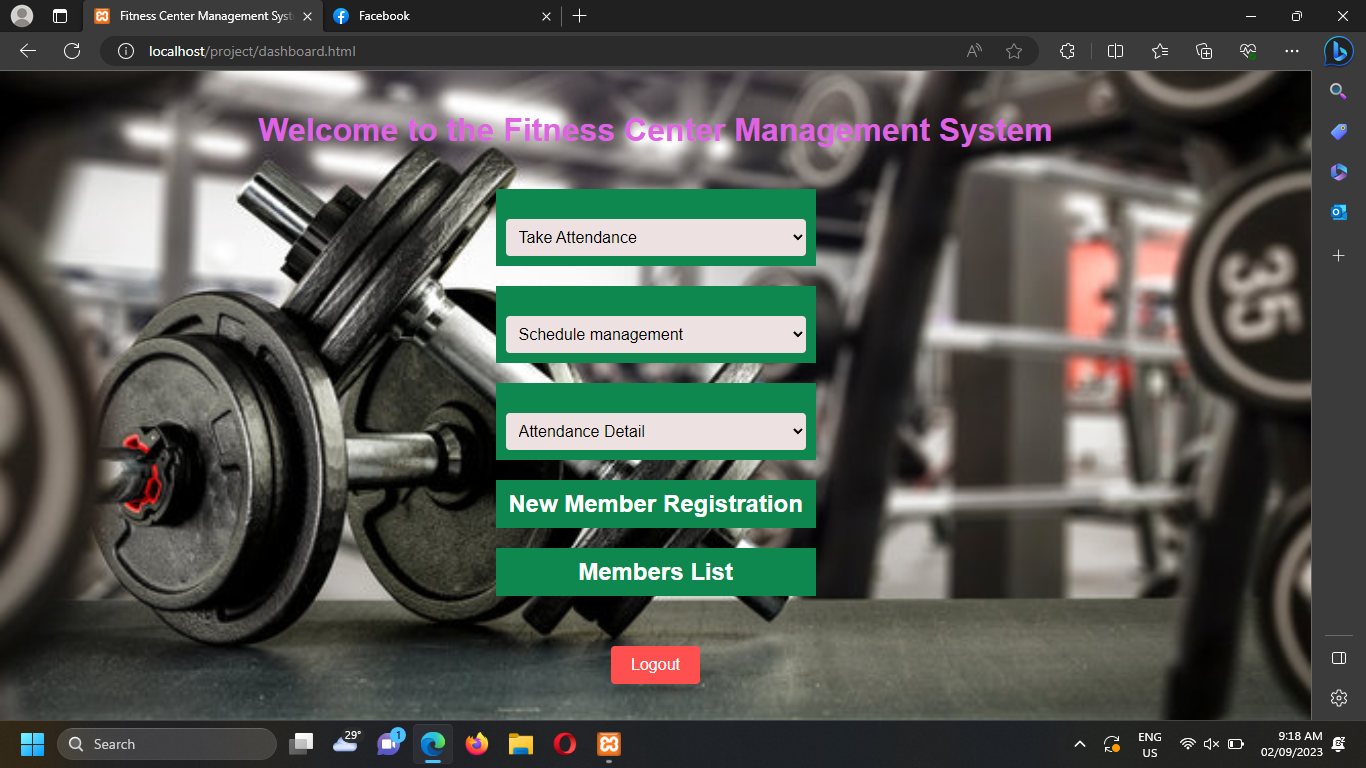 Fitness Center Management Syst
Facebook
localhost/project/dashboard.html
Welcome to the Fitness Center Management System
Take Attendance
Schedule management
Attendance Detail
New Member Registration
Members List
Logout
35
Search
29°
1
ENG
US
9:18 AM
02/09/2023